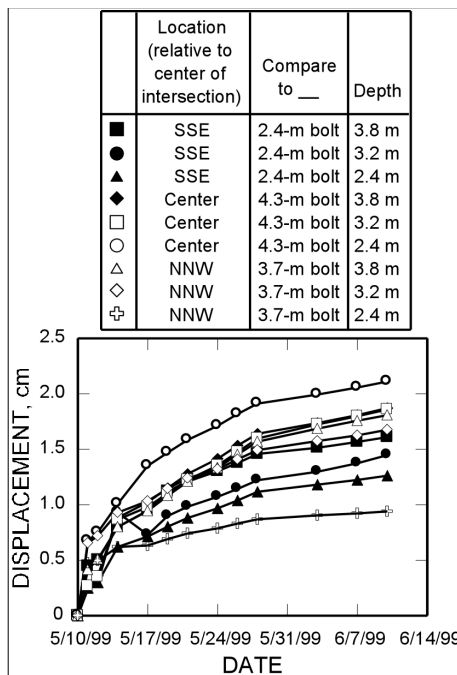 Location
(relative to
center of
intersection)
Compare
to __
Depth
SSE 2.4-m bolt 3.8 m
SSE 2.4-m bolt 3.2 m
SSE 2.4-m bolt 2.4 m
Center 4.3-m bolt 3.8 m
Center 4.3-m bolt 3.2 m
Center 4.3-m bolt 2.4 m
NNW 3.7-m bolt 3.8 m
NNW 3.7-m bolt 3.2 m
NNW 3.7-m bolt 2.4 m
DISPLACEMENT, cm
2.5
2.0
1.5
1.0
0.5
0
5/10/99 5/17/99 5/24/99 5/31/99 6/7/99 6/14/99
DATE